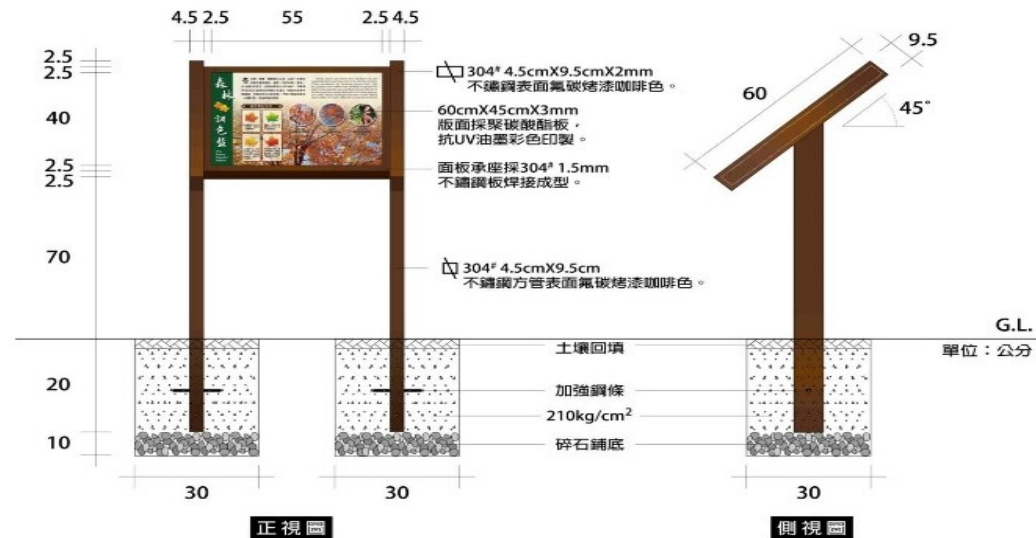 4.5 2.5 55 2.5 4.5
2.5
2.5
40
2.5
2.5
70
20
10
森林
調色盤
304# 4.5cmX9.5cmX2mm
不鏽鋼表面氟碳烤漆咖啡色。
60cmX45cmX3mm
版面採聚碳酸酯板，
抗UV油墨彩色印製。
面板承座採304# 1.5mm
不鏽鋼板焊接成型。
304# 4.5cmX9.5cm
不鏽鋼方管表面氟碳烤漆咖啡色。
9.5
60
45°
G.L.
單位：公分
土壤回填
加強鋼條
210kg/cm²
碎石鋪底
30
30
30
正視圖
側視圖